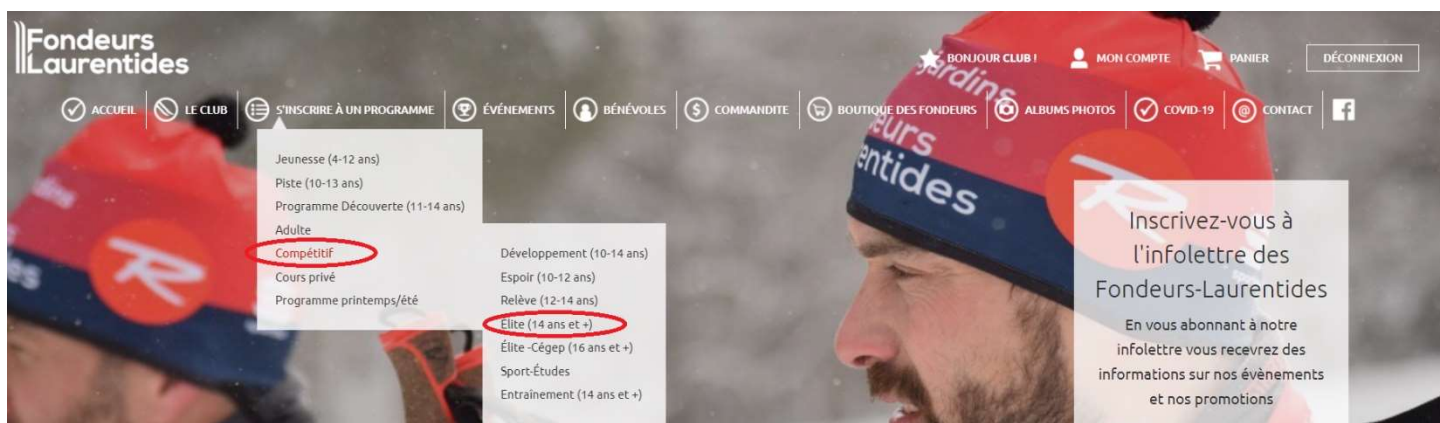 Fondeurs
Laurentides
BONJOUR CLUB !
MON COMPTE
PANIER
DÉCONNEXION
ACCUEIL
LE CLUB
S'INSCRIRE À UN PROGRAMME
ÉVÉNEMENTS
BÉNÉVOLES
$ COMMANDITE
BOUTIQUE DES FONDEURS
ALBUMS PHOTOS
COVID-19
@ CONTACT
f
Jeunesse (4-12 ans)
Piste (10-13 ans)
Programme Découverte (11-14 ans)
Adulte
Compétitif
Cours privé
Programme printemps/été
Développement (10-14 ans)
Espoir (10-12 ans)
Relève (12-14 ans)
Élite (14 ans et +)
Élite -Cégep (16 ans et +)
Sport-Études
Entraînement (14 ans et +)
Inscrivez-vous à
l'infolettre des
Fondeurs-Laurentides
En vous abonnant à notre
infolettre vous recevrez des
informations sur nos évènements
et nos promotions
R
R